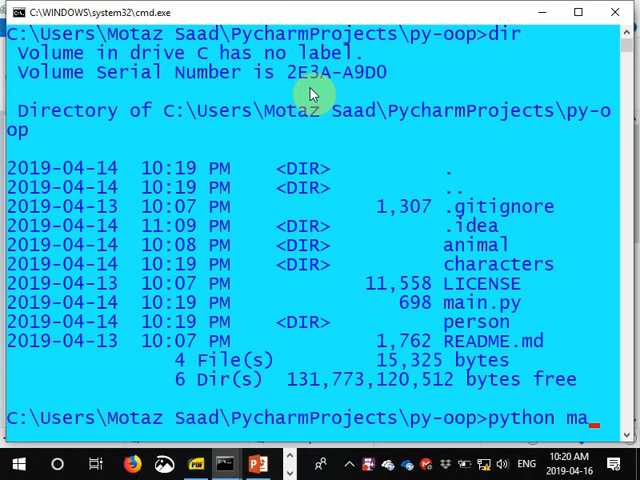 C:\WINDOWS\system32\cmd.exe
C:\Users\Motaz Saad\PycharmProjects\py-oop>dir
Volume in drive C has no label.
Volume Serial Number is 2E3A-A9D0
Directory of C:\Users\Motaz Saad\PycharmProjects\py-o
op
2019-04-14 10:19 PM <DIR> .
2019-04-14 10:19 PM <DIR> ..
2019-04-13 10:07 PM 1,307 .gitignore
2019-04-14 11:09 PM <DIR> .idea
2019-04-14 10:08 PM <DIR> animal
2019-04-14 10:19 PM <DIR> characters
2019-04-13 10:07 PM 11,558 LICENSE
2019-04-14 10:19 PM 698 main.py
2019-04-14 10:19 PM <DIR> person
2019-04-13 10:07 PM 1,762 README.md
4 File(s) 15,325 bytes
6 Dir(s) 131,773,120,512 bytes free
C:\Users\Motaz Saad\PycharmProjects\py-oop>python ma
ENG
10:20 AM
2019-04-16